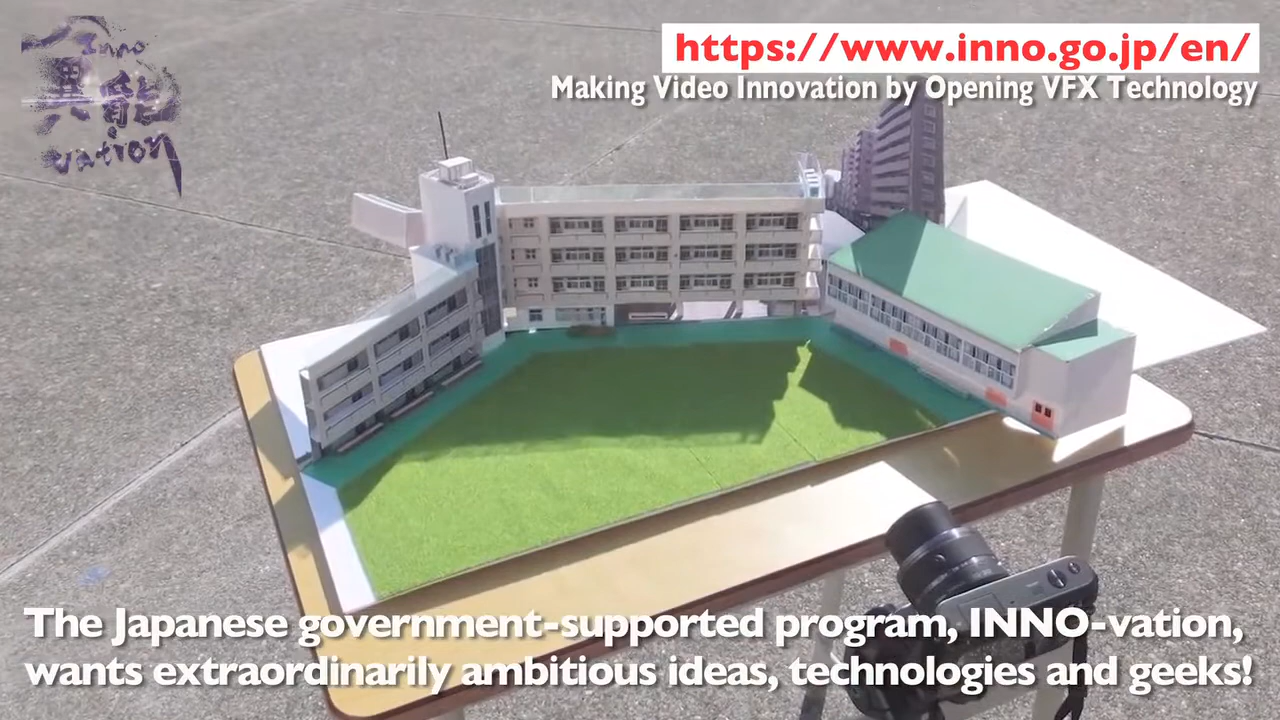 Inno
異能
vation
https://www.inno.go.jp/en/
Making Video Innovation by Opening VFX Technology
The Japanese government-supported program, INNO-vation,
wants extraordinarily ambitious ideas, technologies and geeks!